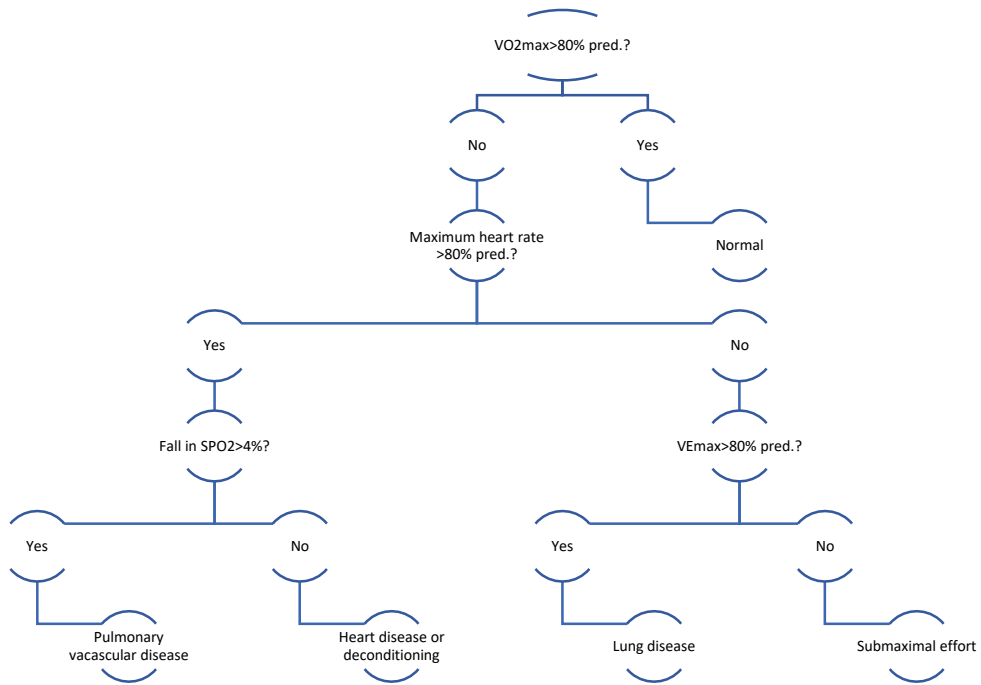 VO2max>80% pred.?
No
Yes
Maximum heart rate
>80% pred.?
Normal
Yes
No
Fall in SPO2>4%?
VEmax>80% pred.?
Yes
No
Yes
No
Pulmonary
vacascular disease
Heart disease or
deconditioning
Lung disease
Submaximal effort